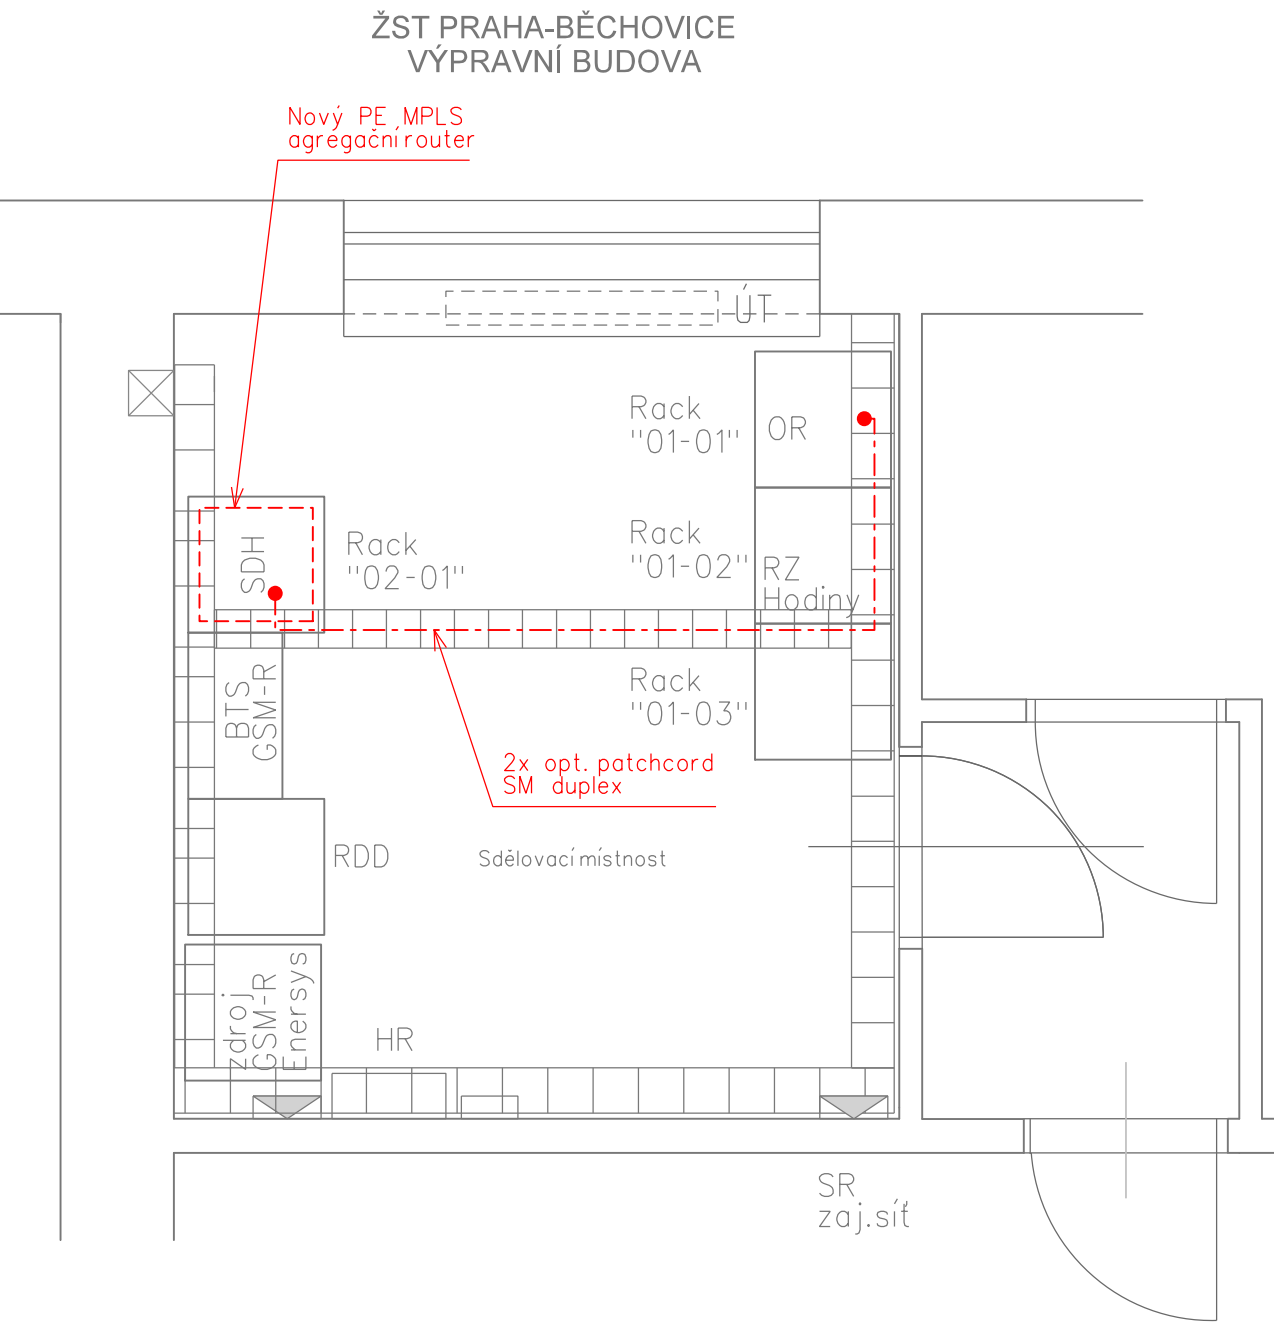 ŽST PRAHA-BĚCHOVICE
VÝPRAVNÍ BUDOVA
Nový PE MPLS
agregační router
ÚT
Rack
"01-01"
OR
Rack
"01-02"
RZ
Hodiny
SDH
Rack
"02-01"
Rack
"01-03"
BTS
GSM-R
2x opt. patchcord
SM duplex
RDD
Sdělovací místnost
zdroj
GSM-R
Enersys
HR
SR
zaj.síť